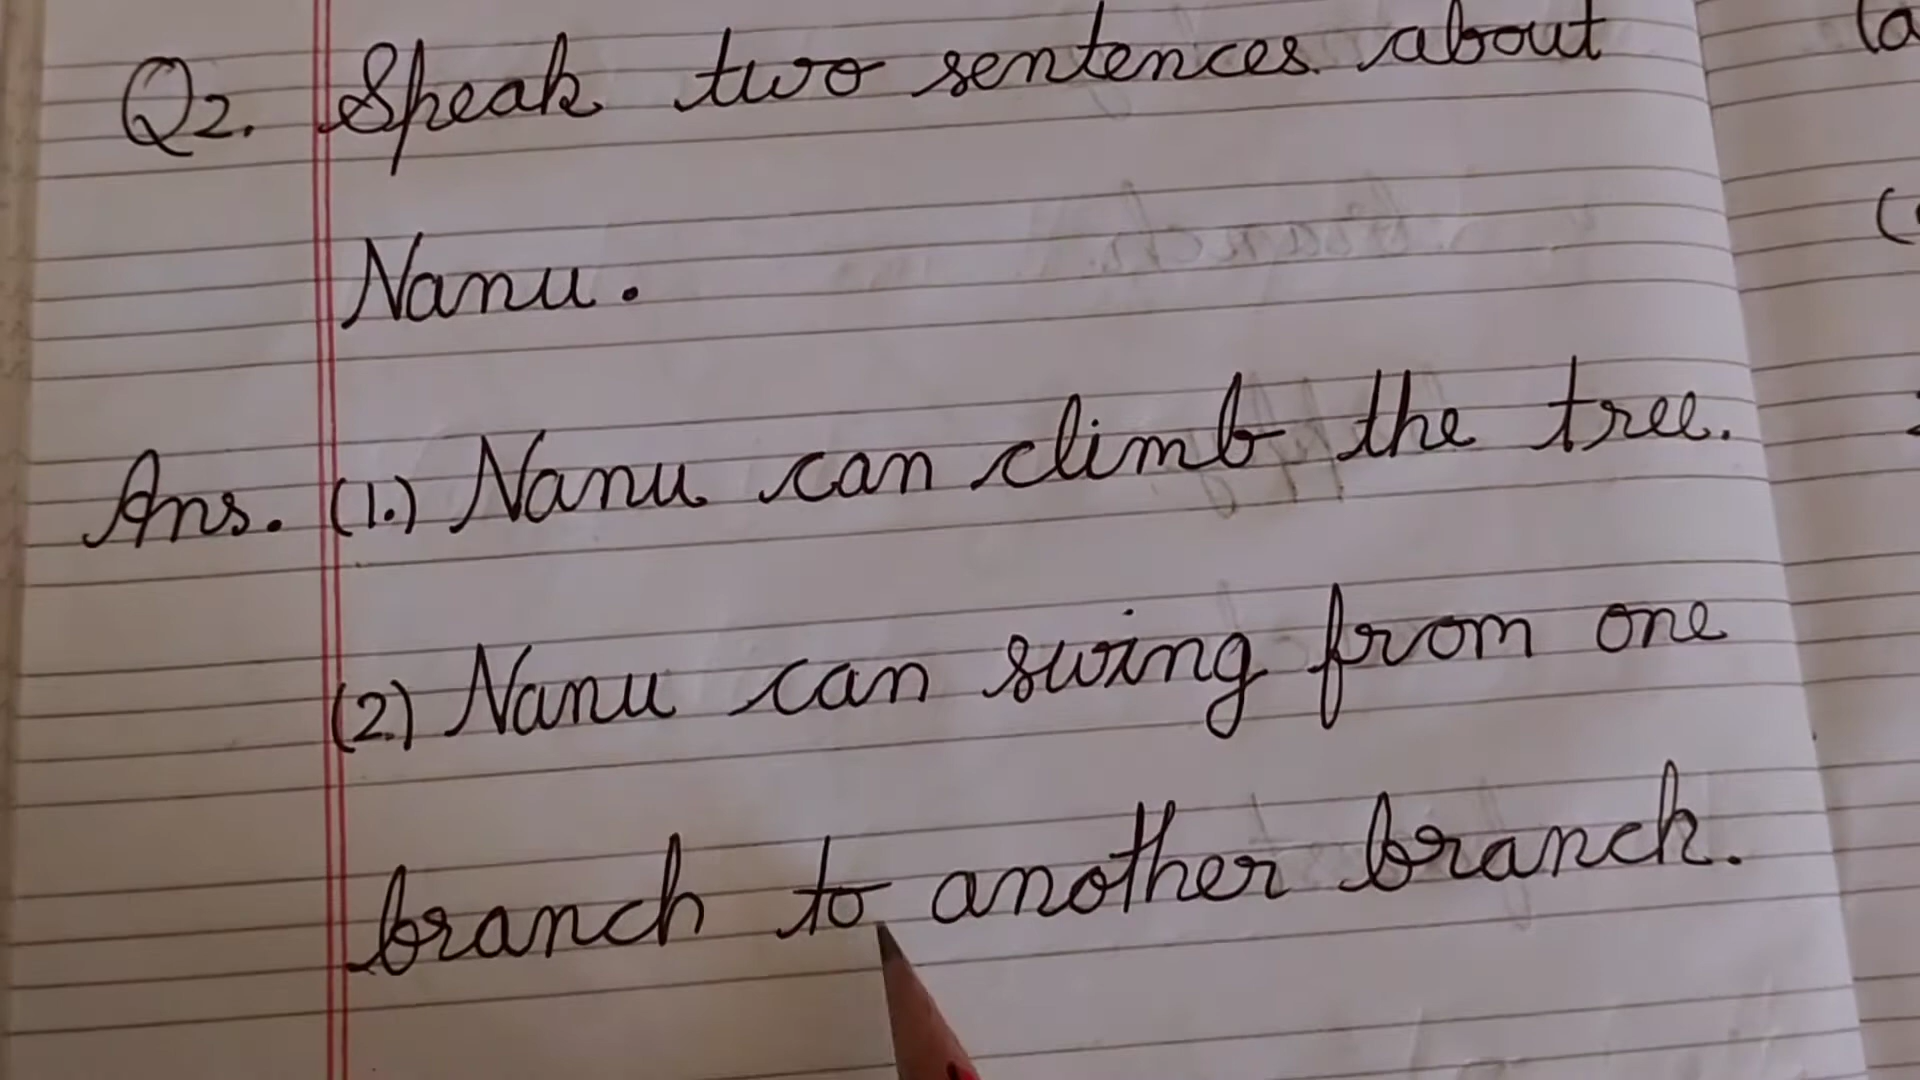 Q2. Speak two sentences about
Nanu.
Ans. (1.) Nanu can climb the tree.
(2.) Nanu can swing from one
branch to another branch.